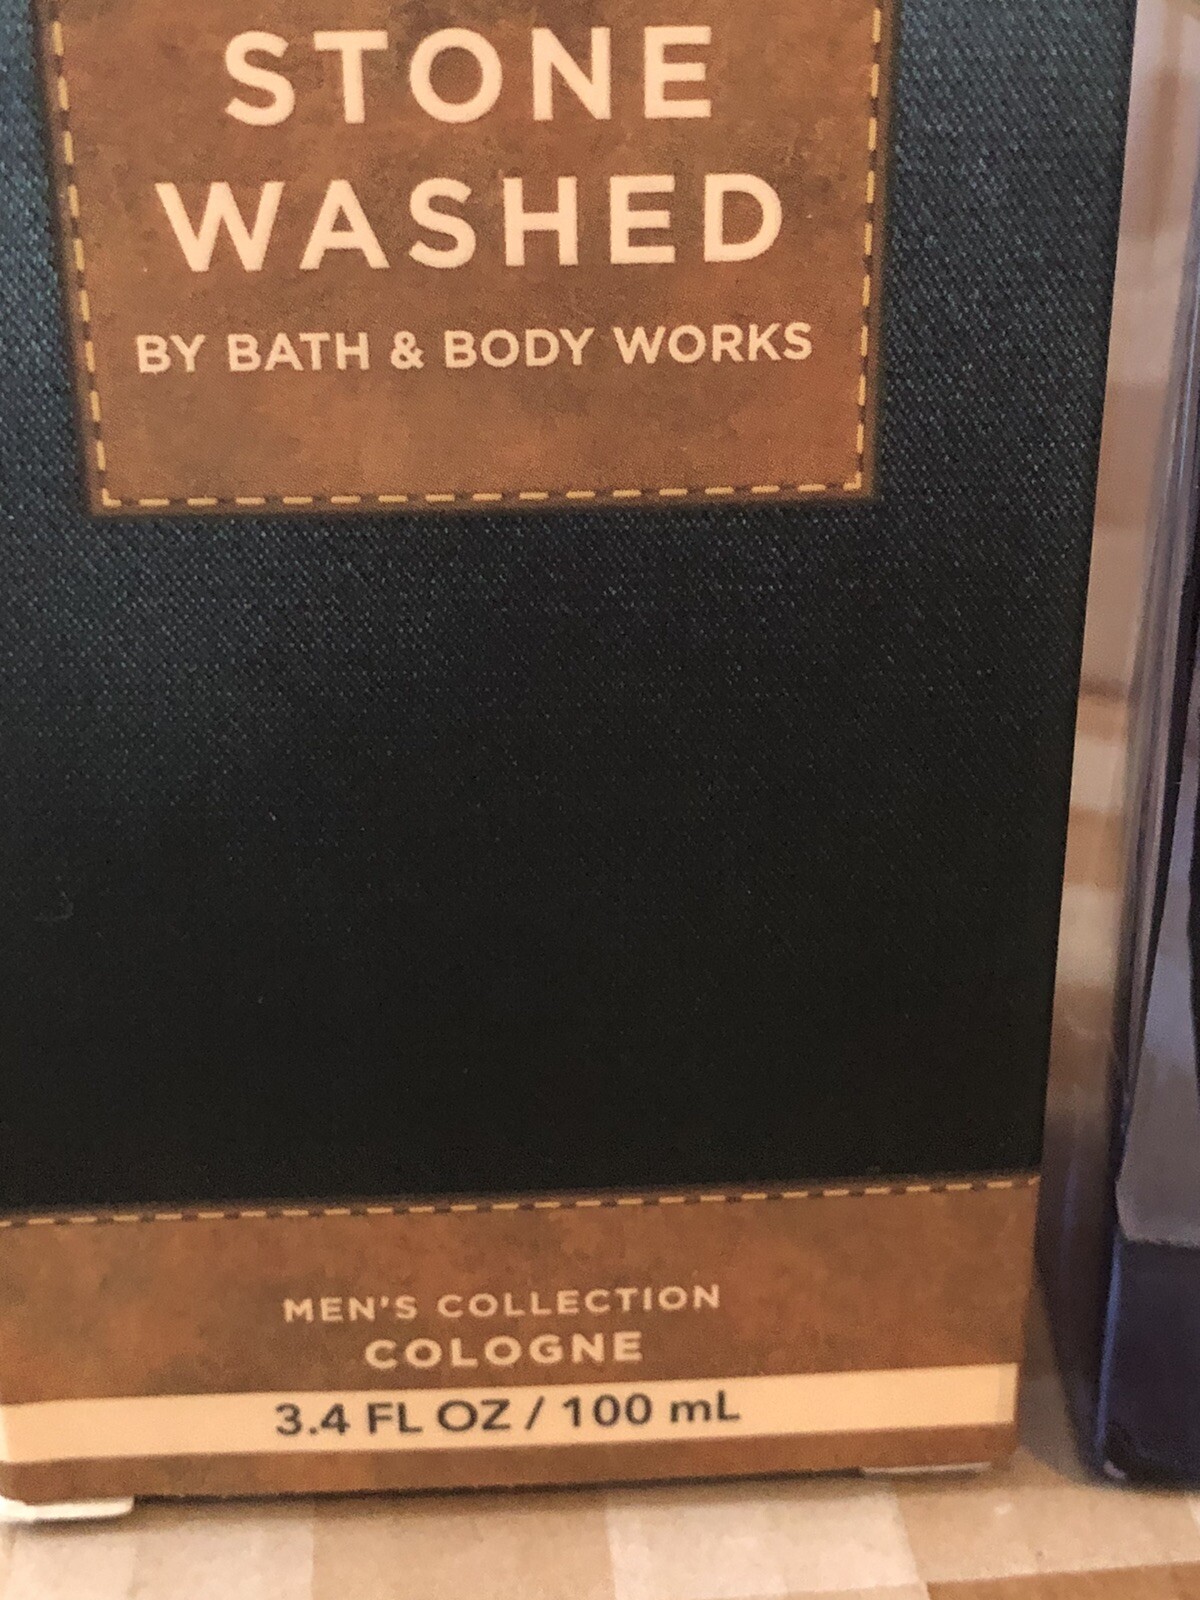 STONE
WASHED
BY BATH & BODY WORKS
MEN'S COLLECTION
COLOGNE
3.4 FL OZ / 100 mL